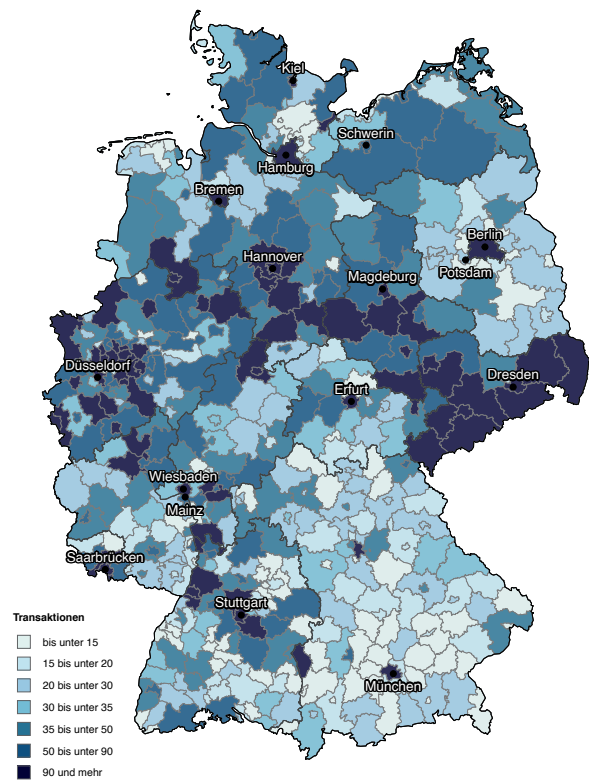 Kiel
Schwerin
Hamburg
Bremen
Berlin
Hannover
Potsdam
Magdeburg
Düsseldorf
Dresden
Erfurt
Wiesbaden
Mainz
Saarbrücken
Stuttgart
München
Transaktionen
bis unter 15
15 bis unter 20
20 bis unter 30
30 bis unter 35
35 bis unter 50
50 bis unter 90
90 und mehr